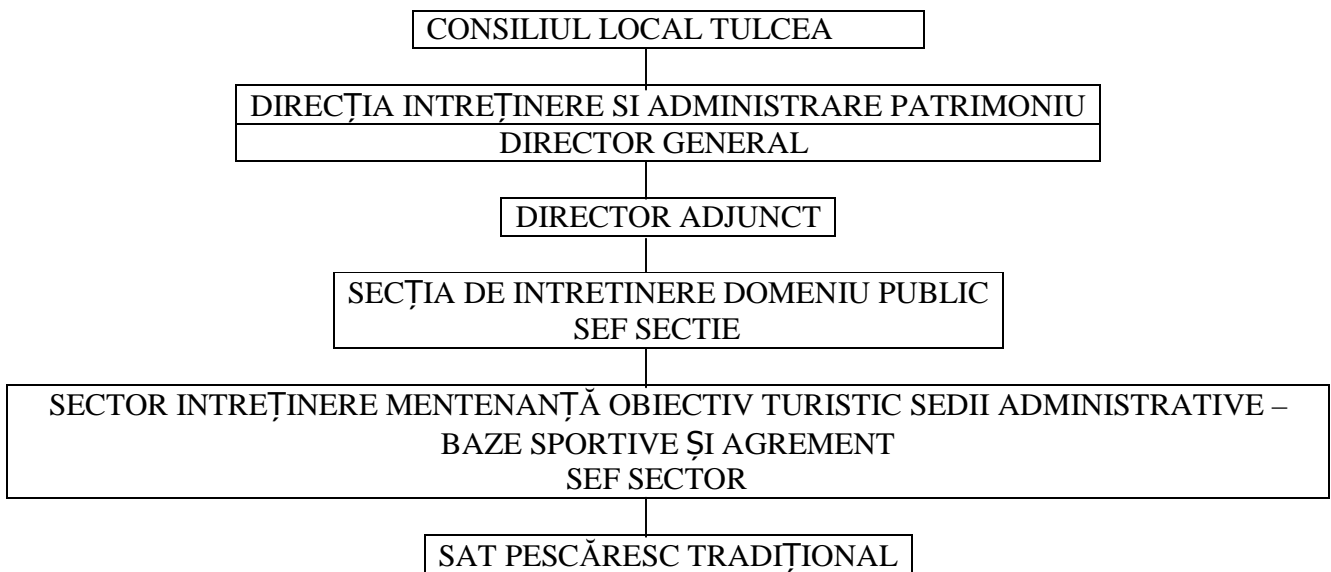 CONSILIUL LOCAL TULCEA
DIRECȚIA INTREȚINERE SI ADMINISTRARE PATRIMONIU
DIRECTOR GENERAL
DIRECTOR ADJUNCT
SECȚIA DE INTRETINERE DOMENIU PUBLIC
SEF SECTIE
SECTOR INTREȚINERE MENTENANȚĂ OBIECTIV TURISTIC SEDII ADMINISTRATIVE –
BAZE SPORTIVE ȘI AGREMENT
SEF SECTOR
SAT PESCĂRESC TRADIȚIONAL